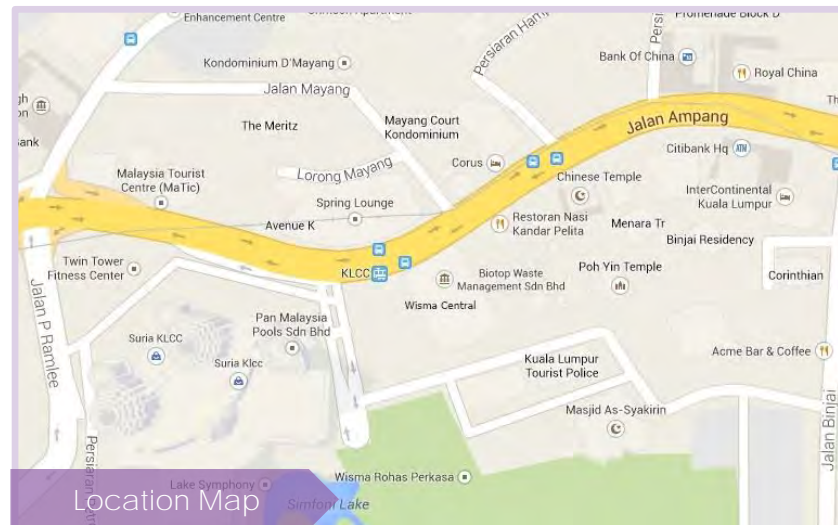 Enhancement Centre
Promenade Block D
Persiaran Ham
Kondominium D'Mayang
Bank Of China
Royal China
Jalan Mayang
Mayang Court
Kondominium
The Meritz
Jalan Ampang
Citibank Hq
ATM
Corus
Malaysia Tourist
Centre (MaTic)
Lorong Mayang
Chinese Temple
Spring Lounge
InterContinental
Kuala Lumpur
Avenue K
Restoran Nasi
Kandar Pelita
Menara Tr
Binjai Residency
Twin Tower
Fitness Center
KLCC
Biotop Waste
Management Sdn Bhd
Poh Yin Temple
Corinthian
Wisma Central
Jalan P Ramlee
Pan Malaysia
Pools Sdn Bhd
Suria KLCC
Suria Klcc
Kuala Lumpur
Tourist Police
Acme Bar & Coffee
Masjid As-Syakirin
Jalan Binjai
Persiaran
Lake Symphony
Wisma Rohas Perkasa
Simfoni Lake
Location Map